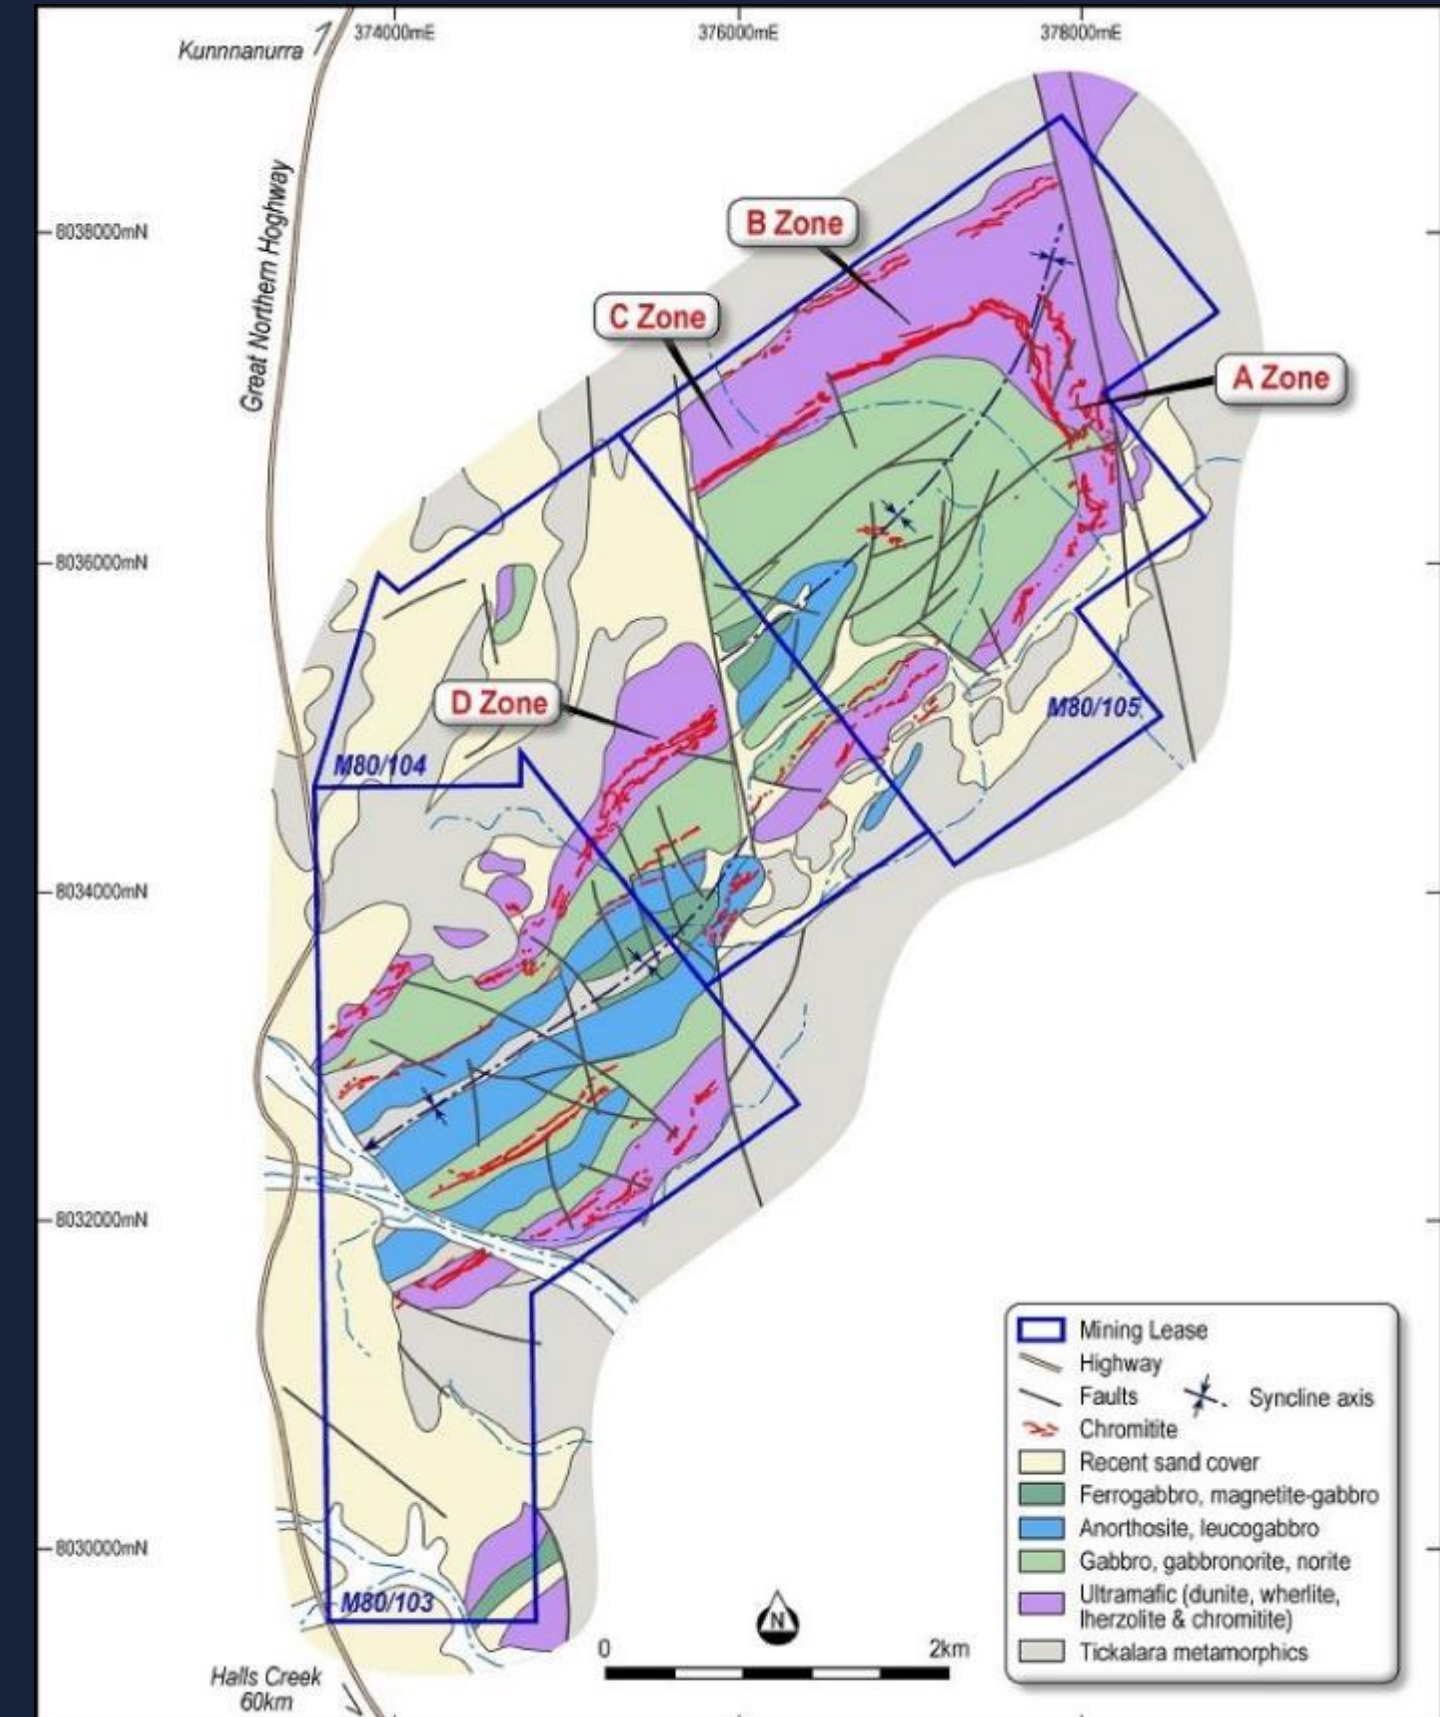 374000mE
376000mE
378000mE
Kunnnanurra
Great Northern Hoghway
8038000mN
B Zone
C Zone
A Zone
8036000mN
D Zone
M80/105
M80/104
8034000mN
8032000mN
Mining Lease
Highway
Faults
Syncline axis
Chromitite
Recent sand cover
Ferrogabbro, magnetite-gabbro
Anorthosite, leucogabbro
8030000mN
Gabbro, gabbronorite, norite
Ultramafic (dunite, wherlite,
lherzolite & chromitite)
M80/103
N
0
2km
Tickalara metamorphics
Halls Creek
60km